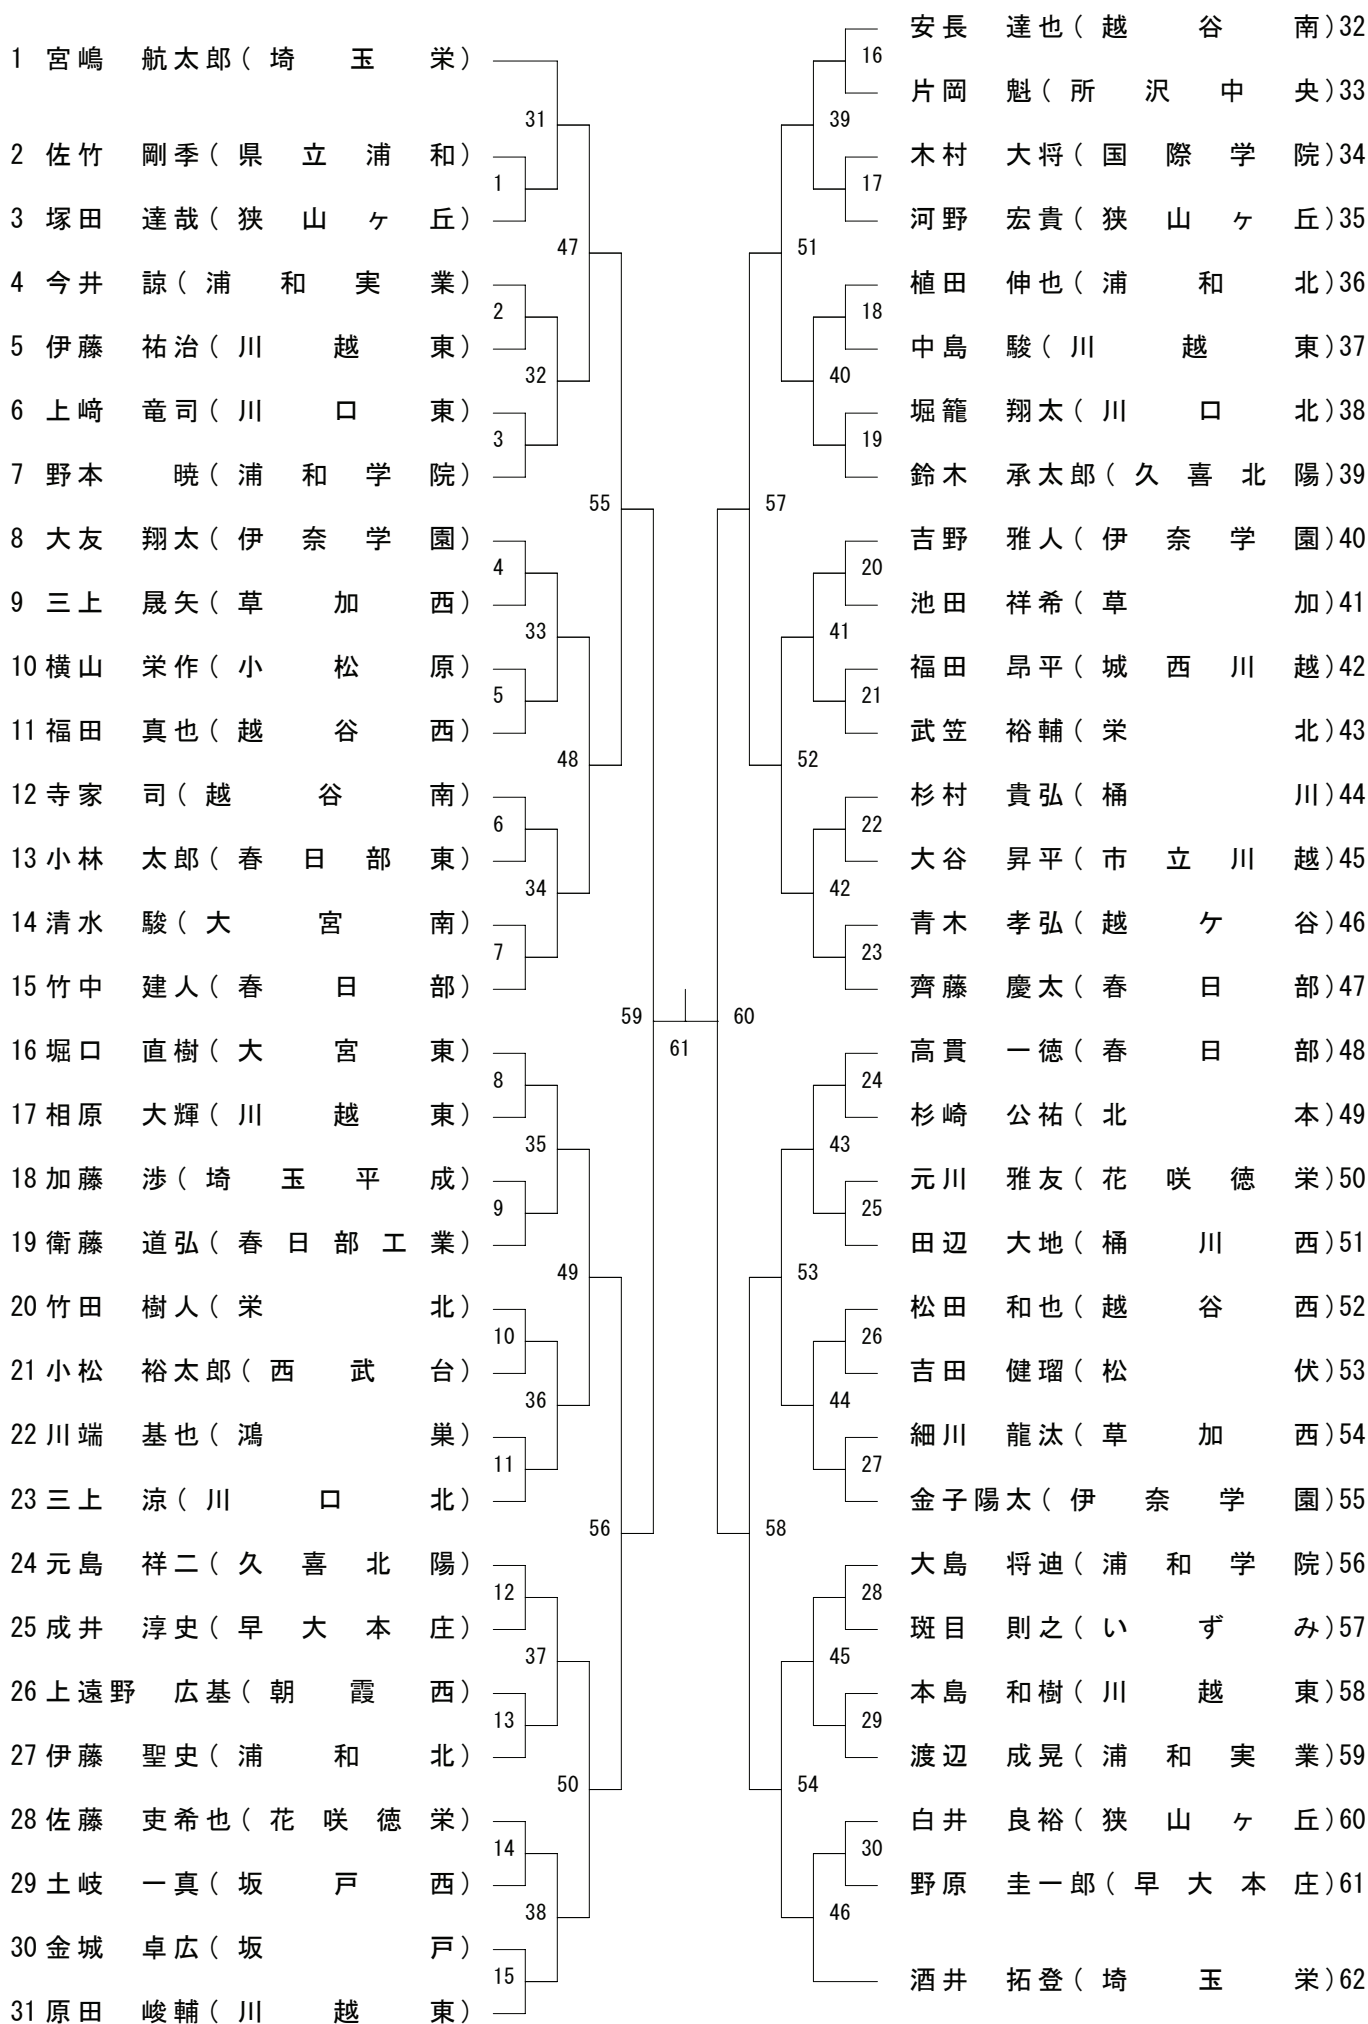 1 宮嶋 航太郎(埼玉栄)
2 佐竹 剛季(県立浦和)
3 塚田 達哉(狭山ヶ丘)
4 今井 諒(浦和実業)
5 伊藤 祐治(川越東)
6 上﨑 竜司(川口東)
7 野本 暁(浦和学院)
8 大友 翔太(伊奈学園)
9 三上 晟矢(草加西)
10 横山 栄作(小松原)
11 福田 真也(越谷西)
12 寺家 司(越谷南)
13 小林 太郎(春日部東)
14 清水 駿(大宮南)
15 竹中 建人(春日部)
16 堀口 直樹(大宮東)
17 相原 大輝(川越東)
18 加藤 渉(埼玉平成)
19 衛藤 道弘(春日部工業)
20 竹田 樹人(栄北)
21 小松 裕太郎(西武台)
22 川端 基也(鴻巣)
23 三上 涼(川口北)
24 元島 祥二(久喜北陽)
25 成井 淳史(早大本庄)
26 上遠野 広基(朝霞西)
27 伊藤 聖史(浦和北)
28 佐藤 吏希也(花咲徳栄)
29 土岐 一真(坂戸西)
30 金城 卓広(坂戸)
31 原田 峻輔(川越東)
1
2
3
4
5
6
7
8
9
10
11
12
13
14
15
31
32
33
34
35
36
37
38
47
48
49
50
55
56
59
61
60
57
58
51
52
53
54
39
40
41
42
43
44
45
46
16
17
18
19
20
21
22
23
24
25
26
27
28
29
30
安長 達也(越谷南)32
片岡 魁(所沢中央)33
木村 大将(国際学院)34
河野 宏貴(狭山ヶ丘)35
植田 伸也(浦和北)36
中島 駿(川越東)37
堀籠 翔太(川口北)38
鈴木 承太郎(久喜北陽)39
吉野 雅人(伊奈学園)40
池田 祥希(草加)41
福田 昂平(城西川越)42
武笠 裕輔(栄北)43
杉村 貴弘(桶川)44
大谷 昇平(市立川越)45
青木 孝弘(越ケ谷)46
齊藤 慶太(春日部)47
高貫 一徳(春日部)48
杉崎 公祐(北本)49
元川 雅友(花咲徳栄)50
田辺 大地(桶川西)51
松田 和也(越谷西)52
吉田 健瑠(松伏)53
細川 龍汰(草加西)54
金子陽太(伊奈学園)55
大島 将迪(浦和学院)56
斑目 則之(いずみ)57
本島 和樹(川越東)58
渡辺 成晃(浦和実業)59
白井 良裕(狭山ヶ丘)60
野原 圭一郎(早大本庄)61
酒井 拓登(埼玉栄)62